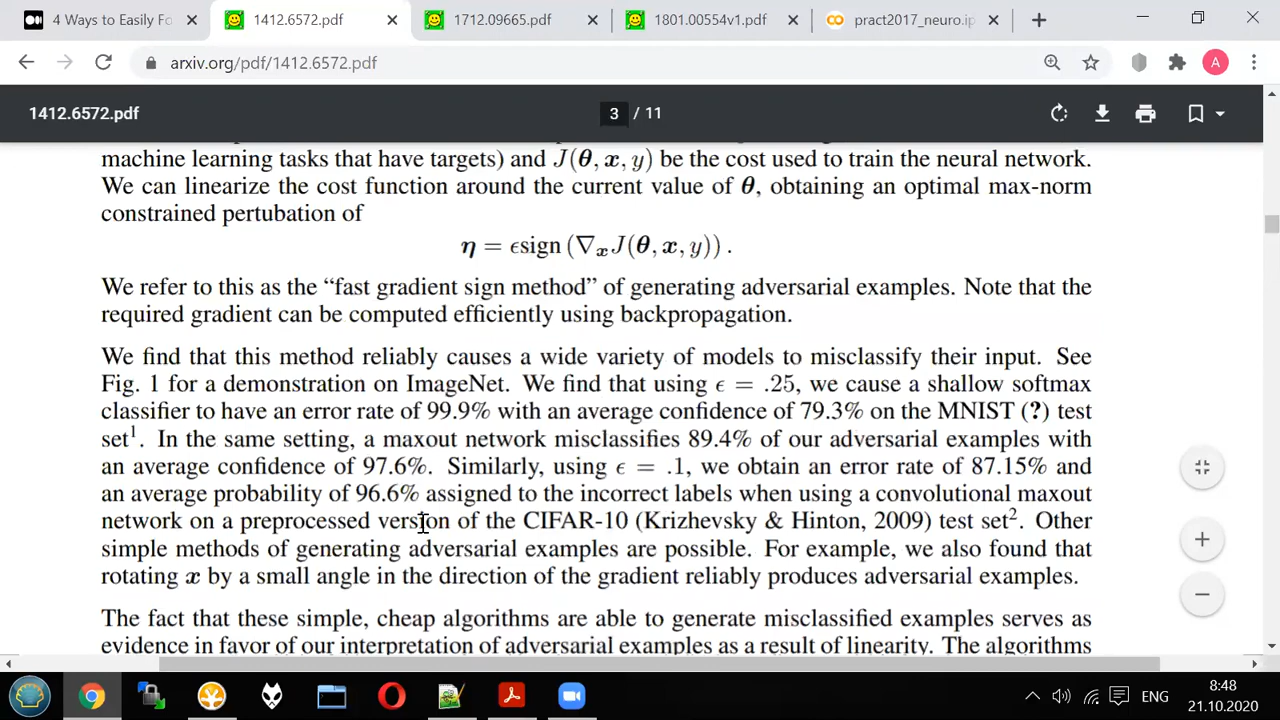 4 Ways to Easily Fo
1412.6572.pdf
1712.09665.pdf
1801.00554v1.pdf
pract2017_neuro.ip
arxiv.org/pdf/1412.6572.pdf
A
1412.6572.pdf
3 / 11
machine learning tasks that have targets) and J(θ, x, y) be the cost used to train the neural network.
We can linearize the cost function around the current value of θ, obtaining an optimal max-norm
constrained pertubation of
η = ϵsign (∇ₓJ(θ, x, y)) .
We refer to this as the “fast gradient sign method” of generating adversarial examples. Note that the
required gradient can be computed efficiently using backpropagation.
We find that this method reliably causes a wide variety of models to misclassify their input. See
Fig. 1 for a demonstration on ImageNet. We find that using ϵ = .25, we cause a shallow softmax
classifier to have an error rate of 99.9% with an average confidence of 79.3% on the MNIST (?) test
set¹. In the same setting, a maxout network misclassifies 89.4% of our adversarial examples with
an average confidence of 97.6%. Similarly, using ϵ = .1, we obtain an error rate of 87.15% and
an average probability of 96.6% assigned to the incorrect labels when using a convolutional maxout
network on a preprocessed version of the CIFAR-10 (Krizhevsky & Hinton, 2009) test set². Other
simple methods of generating adversarial examples are possible. For example, we also found that
rotating x by a small angle in the direction of the gradient reliably produces adversarial examples.
The fact that these simple, cheap algorithms are able to generate misclassified examples serves as
evidence in favor of our interpretation of adversarial examples as a result of linearity. The algorithms
ENG
8:48
21.10.2020